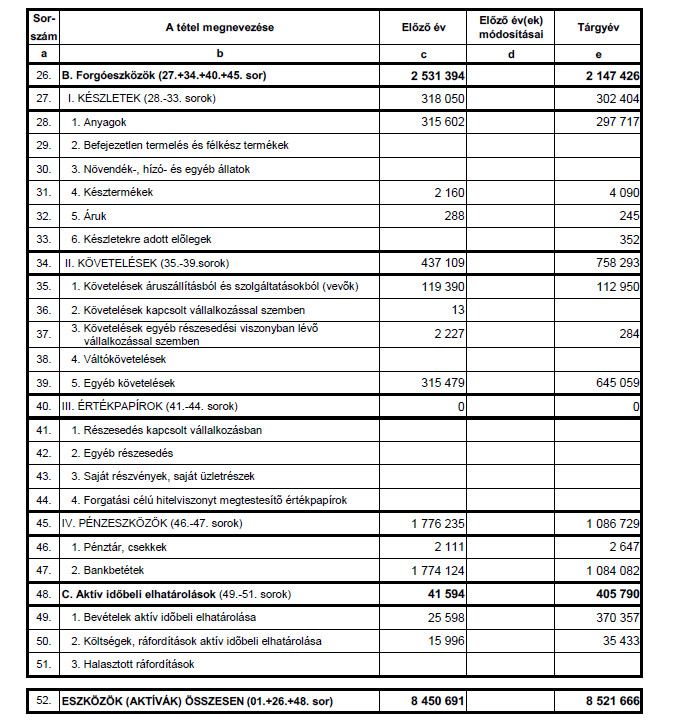 Sor-
szám A tétel megnevezése Előző év Előző év(ek)
módosításai Tárgyév
a b c d e
26. B. Forgóeszközök (27.+34.+40.+45. sor) 2 531 394 2 147 426
27. I. KÉSZLETEK (28.-33. sorok) 318 050 302 404
28. 1. Anyagok 315 602 297 717
29. 2. Befejezetlen termelés és félkész termékek
30. 3. Növendék-, hízó- és egyéb állatok
31. 4. Késztermékek 2 160 4 090
32. 5. Áruk 288 245
33. 6. Készletekre adott előlegek 352
34. II. KÖVETELÉSEK (35.-39.sorok) 437 109 758 293
35. 1. Követelések áruszállításból és szolgáltatásokból (vevők) 119 390 112 950
36. 2. Követelések kapcsolt vállalkozással szemben 13
37. 3. Követelések egyéb részesedési viszonyban lévő
vállalkozással szemben 2 227 284
38. 4. Váltókövetelések
39. 5. Egyéb követelések 315 479 645 059
40. III. ÉRTÉKPAPÍROK (41.-44. sorok) 0 0
41. 1. Részesedés kapcsolt vállalkozásban
42. 2. Egyéb részesedés
43. 3. Saját részvények, saját üzletrészek
44. 4. Forgatási célú hitelviszonyt megtestesítő értékpapírok
45. IV. PÉNZESZKÖZÖK (46.-47. sorok) 1 776 235 1 086 729
46. 1. Pénztár, csekkek 2 111 2 647
47. 2. Bankbetétek 1 774 124 1 084 082
48. C. Aktív időbeli elhatárolások (49.-51. sorok) 41 594 405 790
49. 1. Bevételek aktív időbeli elhatárolása 25 598 370 357
50. 2. Költségek, ráfordítások aktív időbeli elhatárolása 15 996 35 433
51. 3. Halasztott ráfordítások
52. ESZKÖZÖK (AKTÍVÁK) ÖSSZESEN (01.+26.+48. sor) 8 450 691 8 521 666